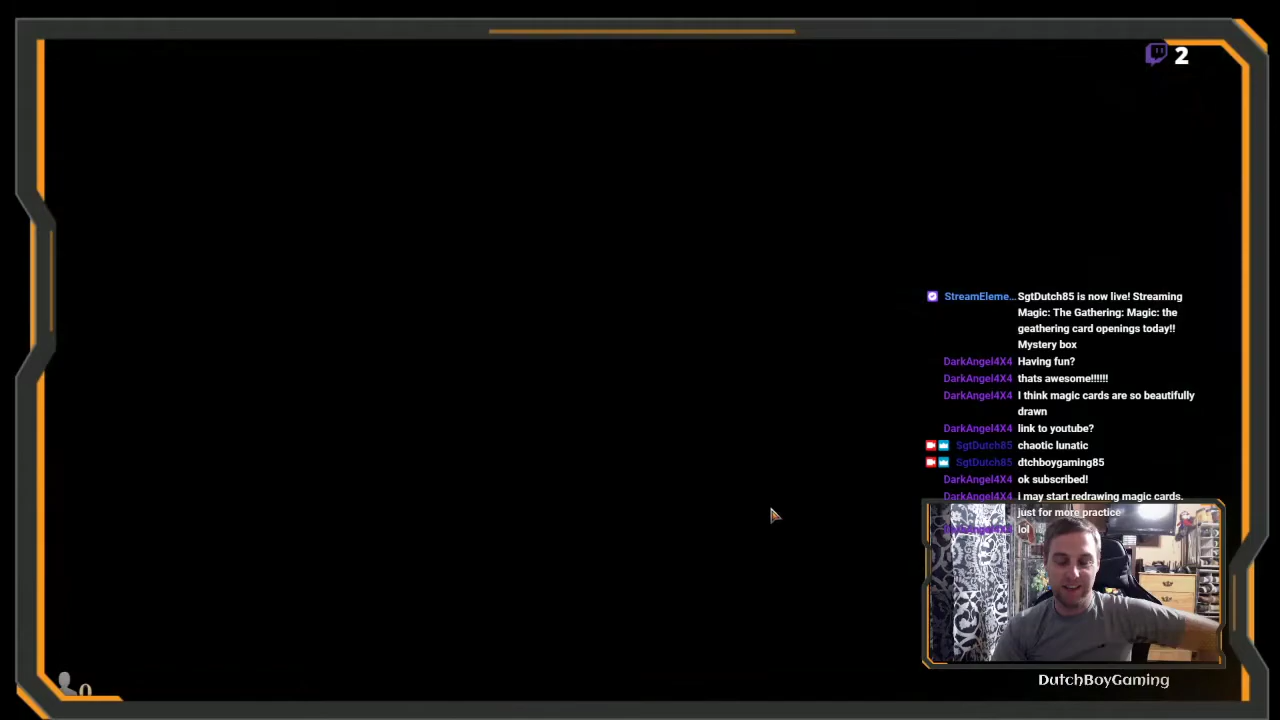 2
StreamEleme... SgtDutch85 is now live! Streaming
Magic: The Gathering: Magic: the
geathering card openings today!!
Mystery box
DarkAngel4X4 Having fun?
DarkAngel4X4 thats awesome!!!!!!
DarkAngel4X4 I think magic cards are so beautifully
drawn
DarkAngel4X4 link to youtube?
SgtDutch85 chaotic lunatic
SgtDutch85 dtchboygaming85
DarkAngel4X4 ok subscribed!
DarkAngel4X4 i may start redrawing magic cards.
just for more practice
DarkAngel4X4 lol
DutchBoyGaming
0